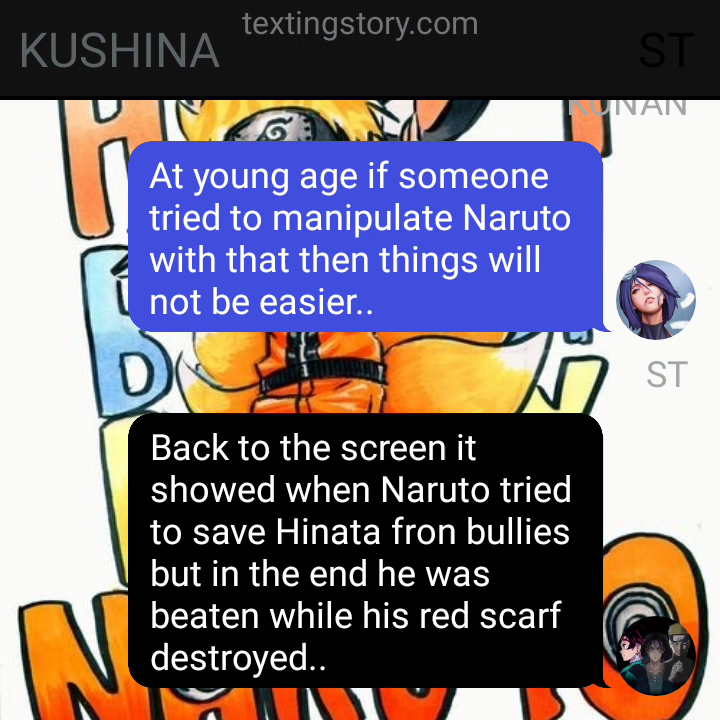 textingstory.com
KUSHINA
ST
KONAN
At young age if someone
tried to manipulate Naruto
with that then things will
not be easier..
ST
Back to the screen it
showed when Naruto tried
to save Hinata fron bullies
but in the end he was
beaten while his red scarf
destroyed..
NARUTO